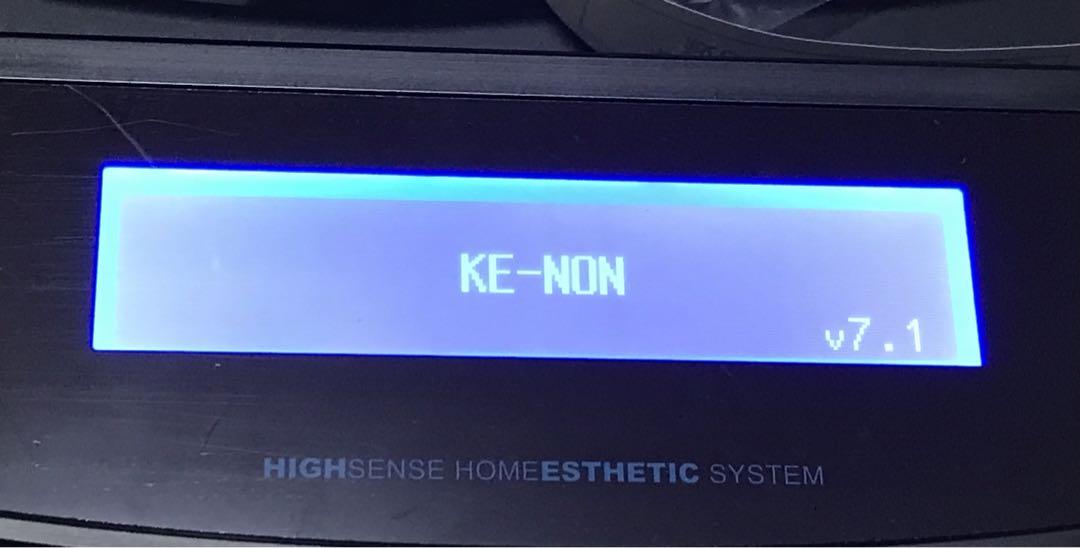 KE-NON
v7.1
HIGHSENSE HOMEESTHETIC SYSTEM